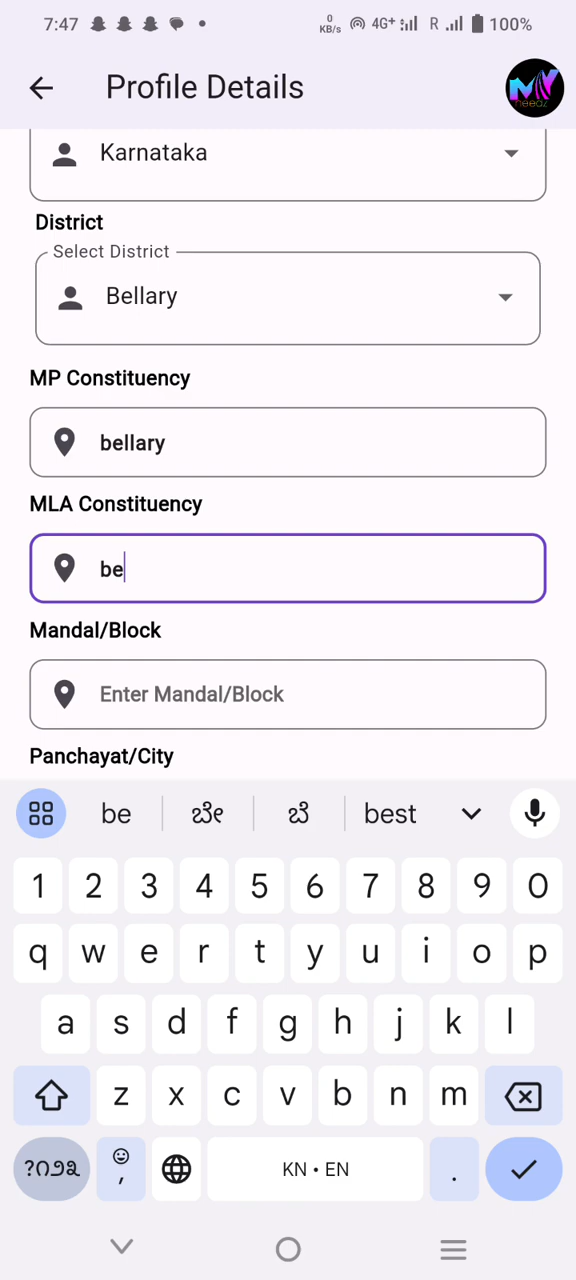 7:47
0
KB/s
4G+
R
100%
Profile Details
MY
needz
Karnataka
District
Select District
Bellary
MP Constituency
bellary
MLA Constituency
be
Mandal/Block
Enter Mandal/Block
Panchayat/City
be ಬೇ ಬೆ best
1 2 3 4 5 6 7 8 9 0
q w e r t y u i o p
a s d f g h j k l
z x c v b n m
?೧೨೩ , KN • EN .